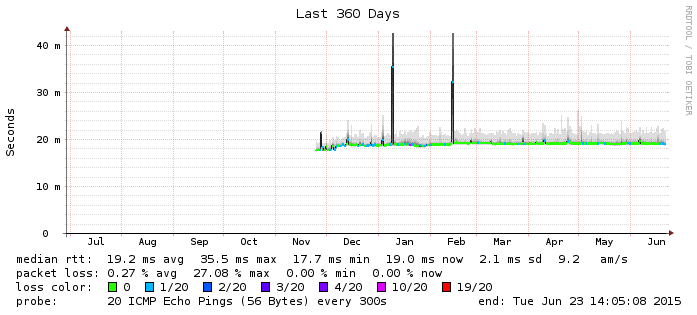 Last 360 Days
RRDTOOL / TOBI OETIKER
Seconds
40 m
30 m
20 m
10 m
0
Jul Aug Sep Oct Nov Dec Jan Feb Mar Apr May Jun
median rtt: 19.2 ms avg 35.5 ms max 17.7 ms min 19.0 ms now 2.1 ms sd 9.2 am/s
packet loss: 0.27 % avg 27.08 % max 0.00 % min 0.00 % now
loss color: 0 1/20 2/20 3/20 4/20 10/20 19/20
probe: 20 ICMP Echo Pings (56 Bytes) every 300s end: Tue Jun 23 14:05:08 2015